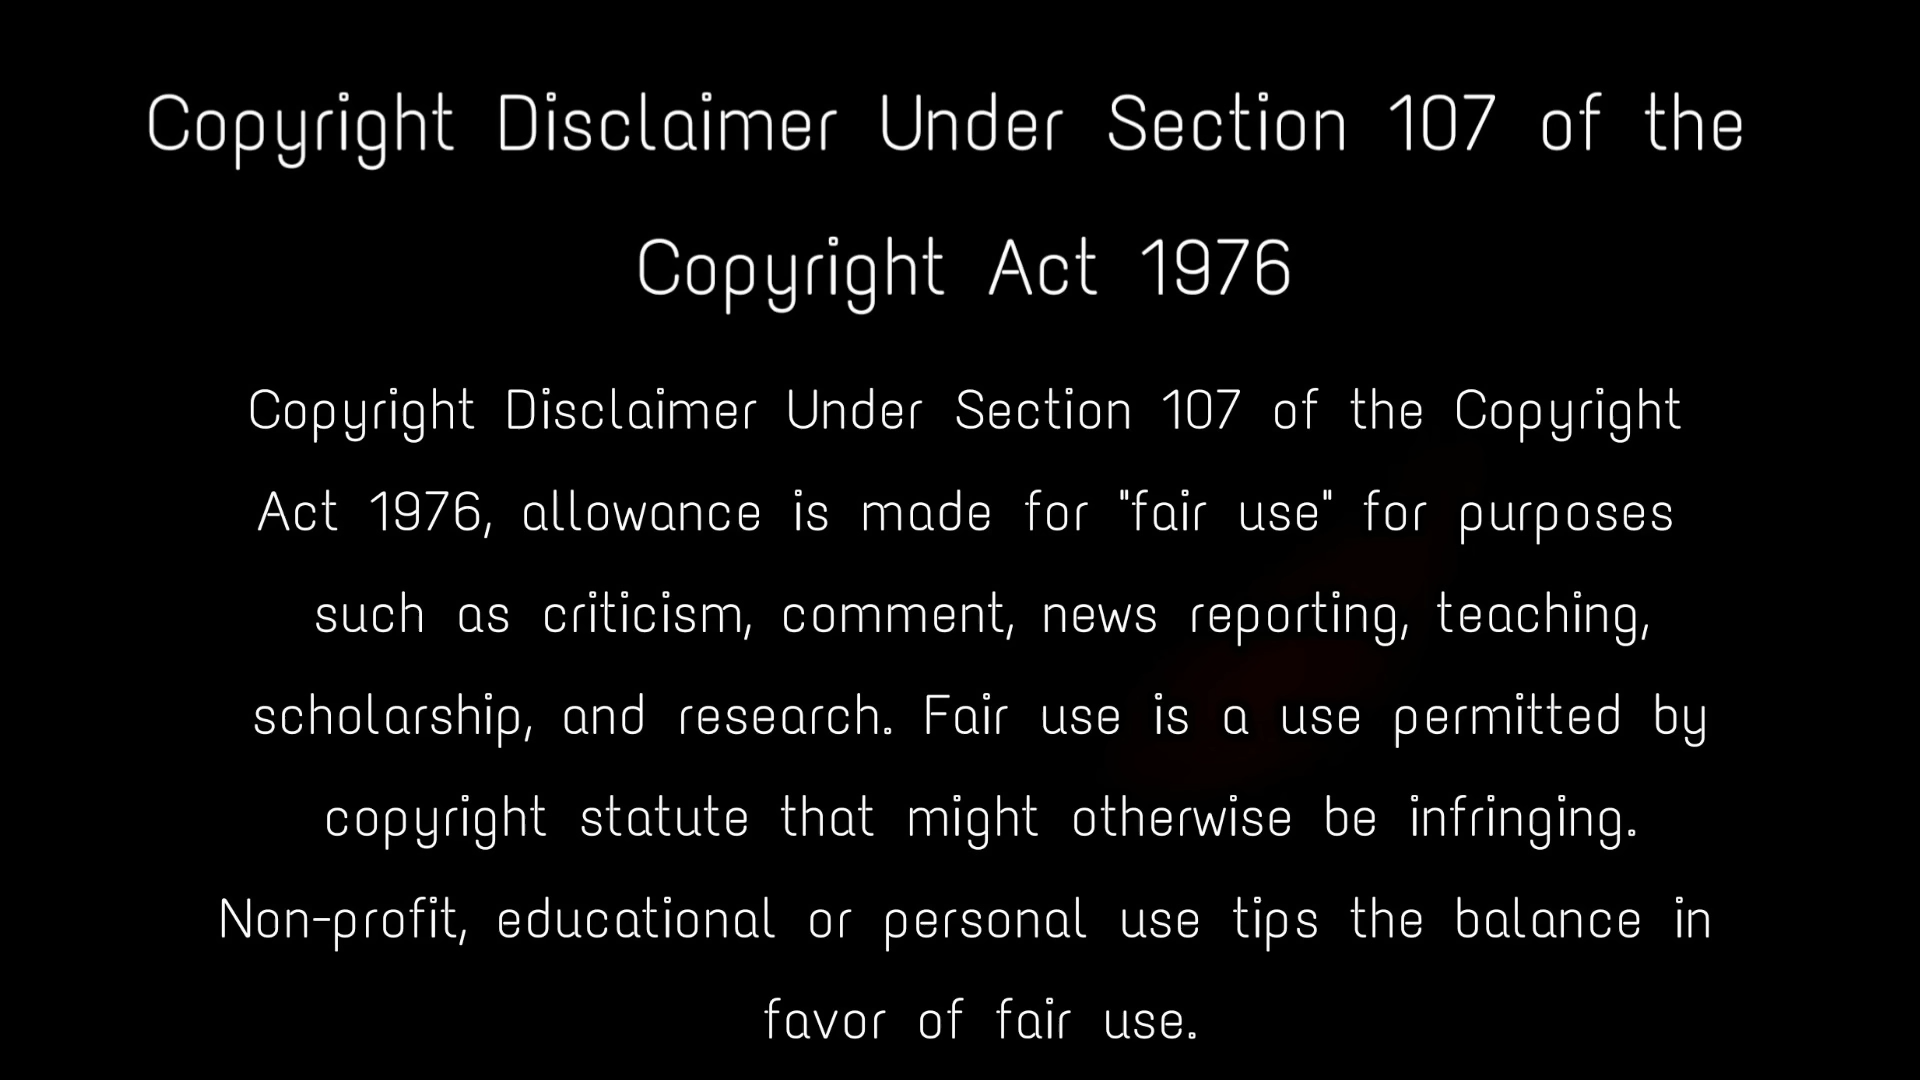 Copyright Disclaimer Under Section 107 of the
Copyright Act 1976
Copyright Disclaimer Under Section 107 of the Copyright
Act 1976, allowance is made for "fair use" for purposes
such as criticism, comment, news reporting, teaching,
scholarship, and research. Fair use is a use permitted by
copyright statute that might otherwise be infringing.
Non-profit, educational or personal use tips the balance in
favor of fair use.